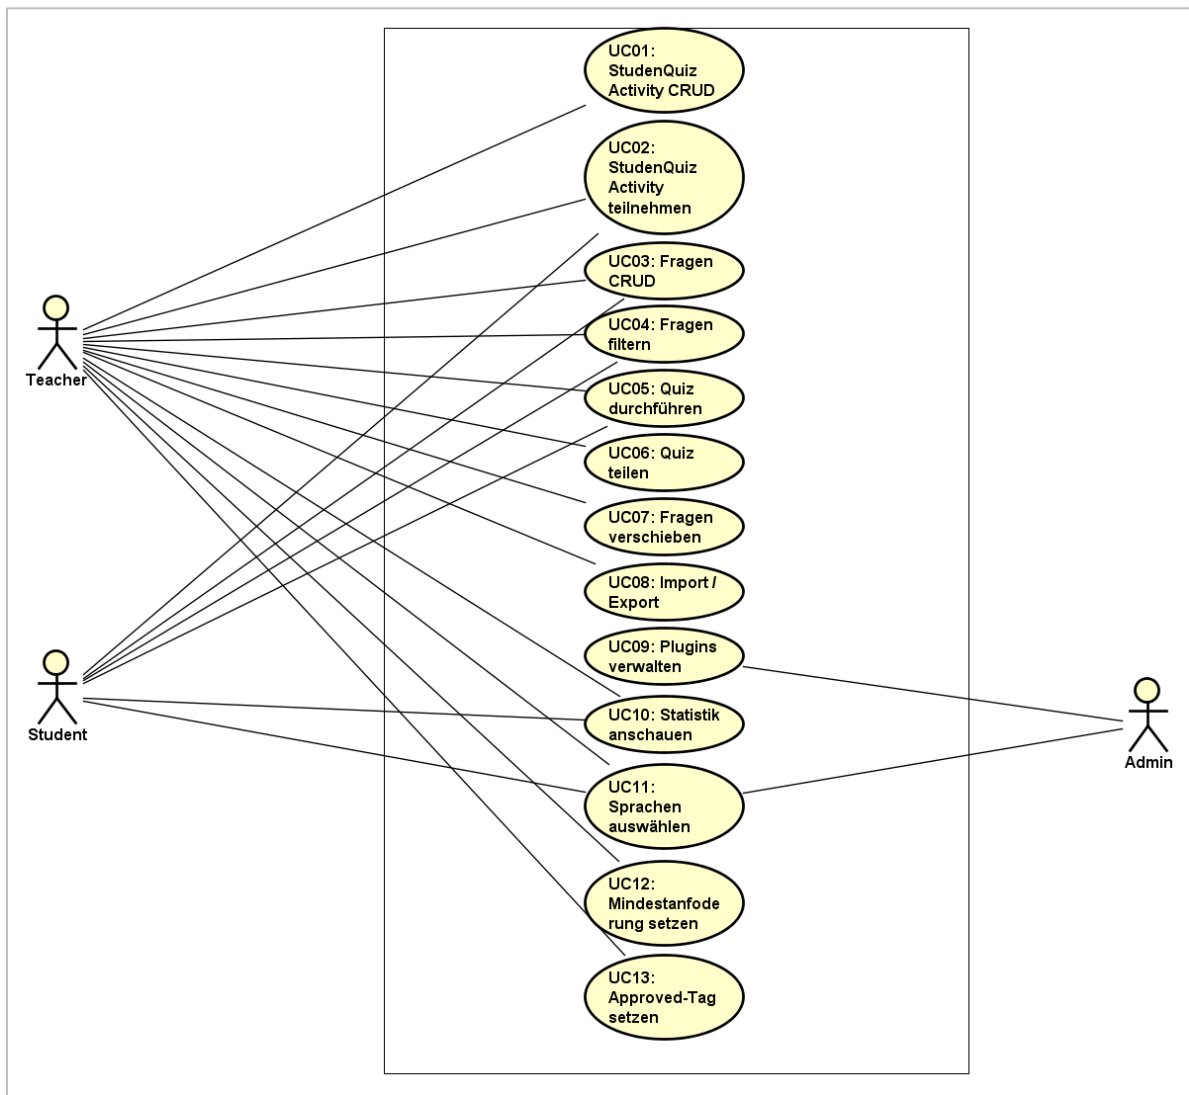 UC01:
StudenQuiz
Activity CRUD
UC02:
StudenQuiz
Activity
teilnehmen
UC03: Fragen
CRUD
UC04: Fragen
filtern
UC05: Quiz
durchführen
UC06: Quiz
teilen
UC07: Fragen
verschieben
UC08: Import /
Export
UC09: Plugins
verwalten
UC10: Statistik
anschauen
UC11:
Sprachen
auswählen
UC12:
Mindestanfode
rung setzen
UC13:
Approved-Tag
setzen
Teacher
Student
Admin